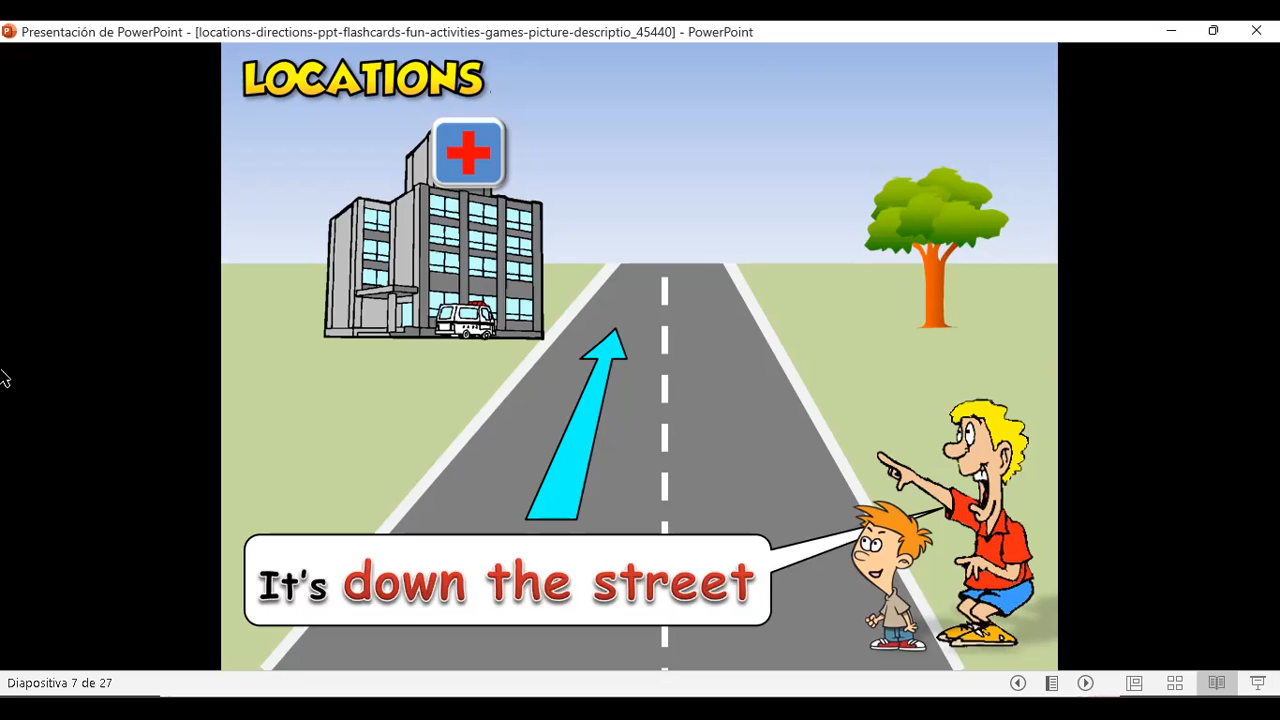 Presentación de PowerPoint - [locations-directions-ppt-flashcards-fun-activities-games-picture-descriptio_45440] - PowerPoint
LOCATIONS
It's down the street
Diapositiva 7 de 27